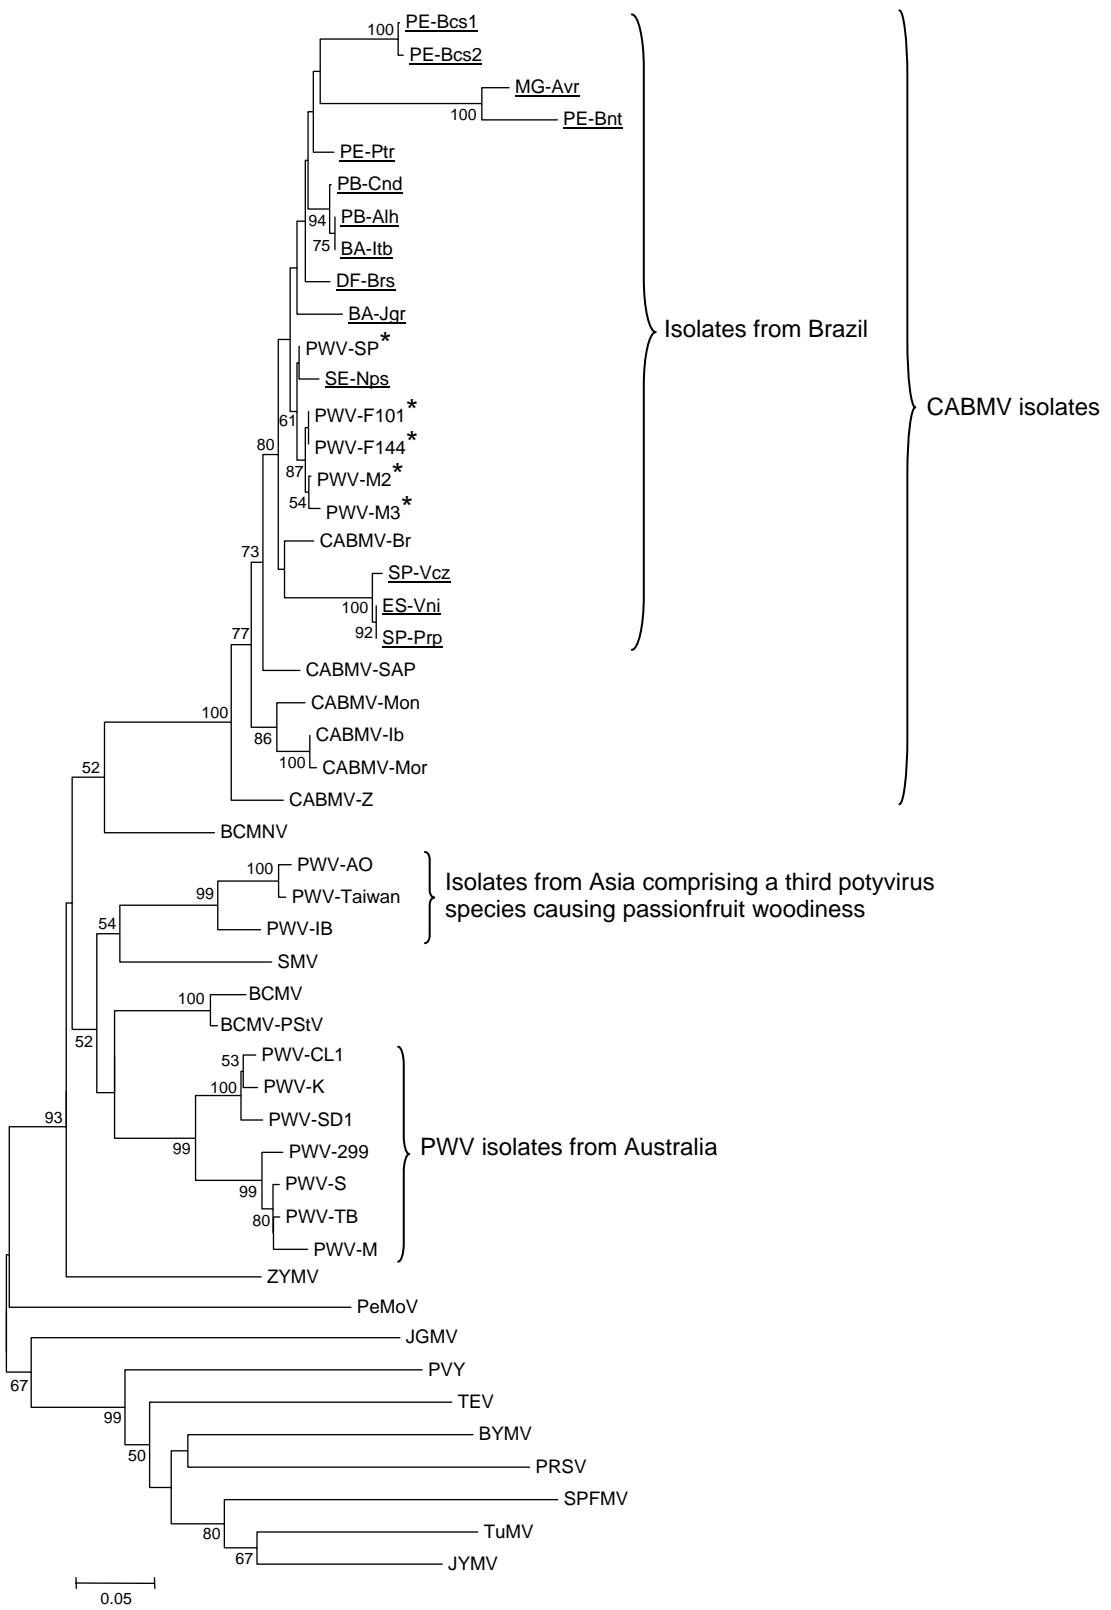 100
PE-Bcs1
PE-Bcs2
MG-Avr
100
PE-Bnt
PE-Ptr
PB-Cnd
94
PB-Alh
75
BA-Itb
DF-Brs
BA-Jgr
PWV-SP*
Isolates from Brazil
SE-Nps
CABMV isolates
61
PWV-F101*
80
PWV-F144*
87
PWV-M2*
54
PWV-M3*
CABMV-Br
73
SP-Vcz
100
ES-Vni
92
SP-Prp
77
CABMV-SAP
CABMV-Mon
100
86
CABMV-Ib
100
CABMV-Mor
52
CABMV-Z
BCMNV
100
PWV-AO
99
PWV-Taiwan
Isolates from Asia comprising a third potyvirus
species causing passionfruit woodiness
54
PWV-IB
SMV
100
BCMV
BCMV-PStV
52
53
PWV-CL1
100
PWV-K
93
PWV-SD1
99
PWV-299
PWV isolates from Australia
99
PWV-S
80
PWV-TB
PWV-M
ZYMV
PeMoV
JGMV
67
PVY
99
TEV
50
BYMV
PRSV
SPFMV
80
TuMV
67
JYMV
0.05